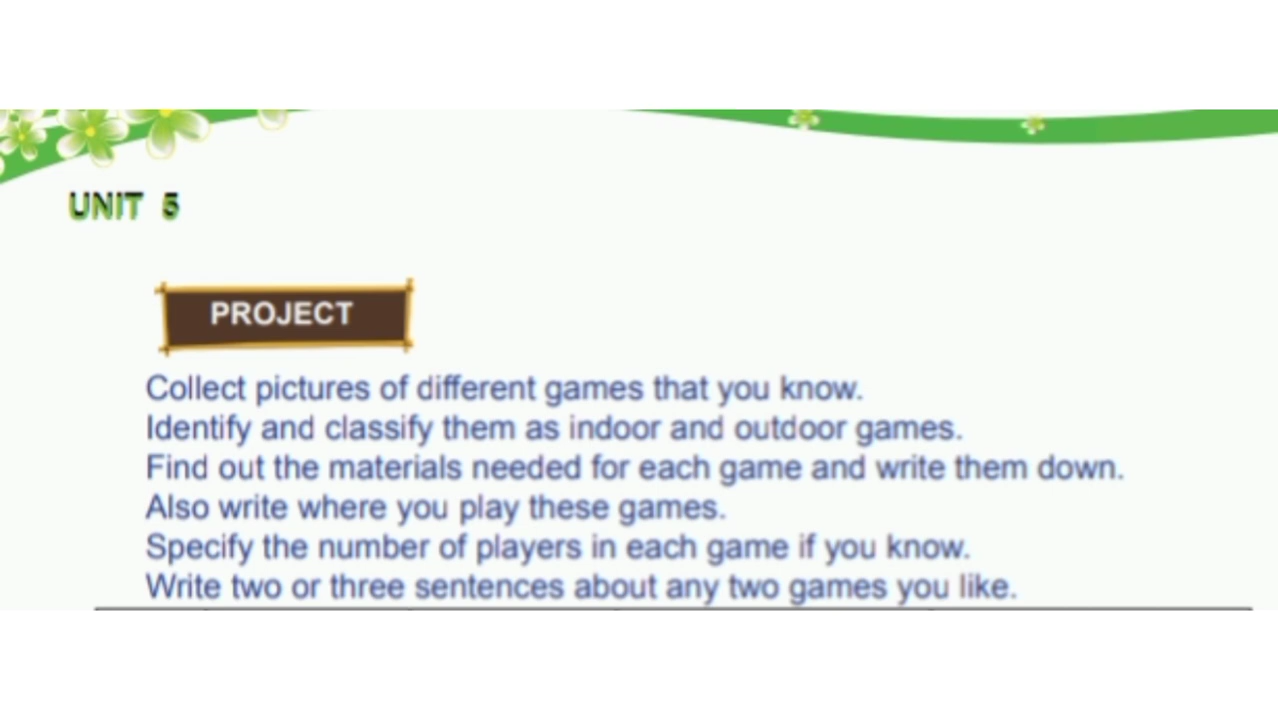 UNIT 5
PROJECT
Collect pictures of different games that you know.
Identify and classify them as indoor and outdoor games.
Find out the materials needed for each game and write them down.
Also write where you play these games.
Specify the number of players in each game if you know.
Write two or three sentences about any two games you like.